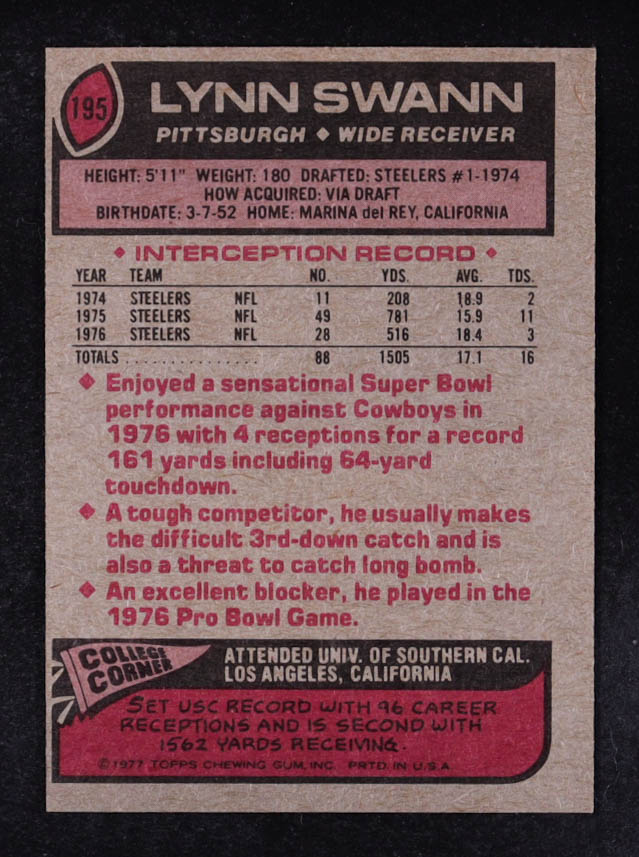 195
LYNN SWANN
PITTSBURGH ♦ WIDE RECEIVER
HEIGHT: 5'11" WEIGHT: 180 DRAFTED: STEELERS #1-1974
HOW ACQUIRED: VIA DRAFT
BIRTHDATE: 3-7-52 HOME: MARINA del REY, CALIFORNIA
♦ INTERCEPTION RECORD ♦
YEAR TEAM NO. YDS. AVG. TDS.
1974 STEELERS NFL 11 208 18.9 2
1975 STEELERS NFL 49 781 15.9 11
1976 STEELERS NFL 28 516 18.4 3
TOTALS . . . . . . . . . . . . . . 88 1505 17.1 16
♦ Enjoyed a sensational Super Bowl
performance against Cowboys in
1976 with 4 receptions for a record
161 yards including 64-yard
touchdown.
♦ A tough competitor, he usually makes
the difficult 3rd-down catch and is
also a threat to catch long bomb.
♦ An excellent blocker, he played in the
1976 Pro Bowl Game.
COLLEGE
CORNER
ATTENDED UNIV. OF SOUTHERN CAL.
LOS ANGELES, CALIFORNIA
SET USC RECORD WITH 96 CAREER
RECEPTIONS AND IS SECOND WITH
1562 YARDS RECEIVING.
©1977 TOPPS CHEWING GUM, INC. PRTD. IN U.S.A.